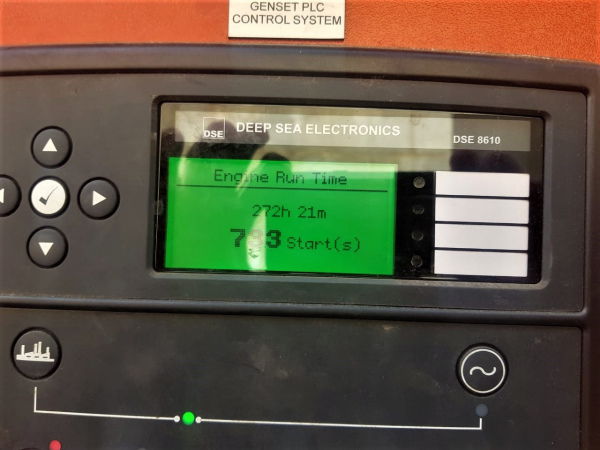 GENSET PLC
CONTROL SYSTEM
DSE DEEP SEA ELECTRONICS
DSE 8610
Engine Run Time
272h 21m
Start(s)